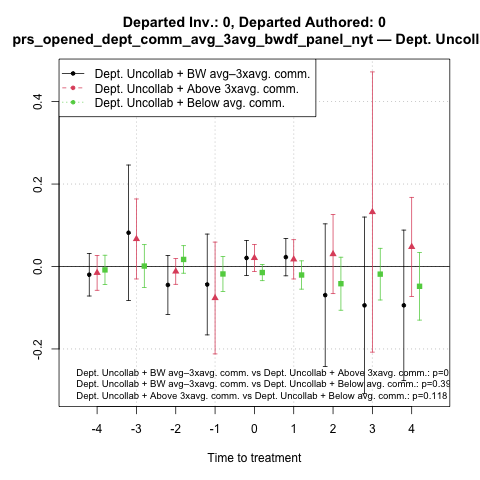 Departed Inv.: 0, Departed Authored: 0
prs_opened_dept_comm_avg_3avg_bwdf_panel_nyt — Dept. Uncoll
Dept. Uncollab + BW avg–3xavg. comm.
Dept. Uncollab + Above 3xavg. comm.
Dept. Uncollab + Below avg. comm.
0.4
0.2
0.0
-0.2
Dept. Uncollab + BW avg–3xavg. comm. vs Dept. Uncollab + Above 3xavg. comm.: p=0
Dept. Uncollab + BW avg–3xavg. comm. vs Dept. Uncollab + Below avg. comm.: p=0.39
Dept. Uncollab + Above 3xavg. comm. vs Dept. Uncollab + Below avg. comm.: p=0.118
-4 -3 -2 -1 0 1 2 3 4
Time to treatment